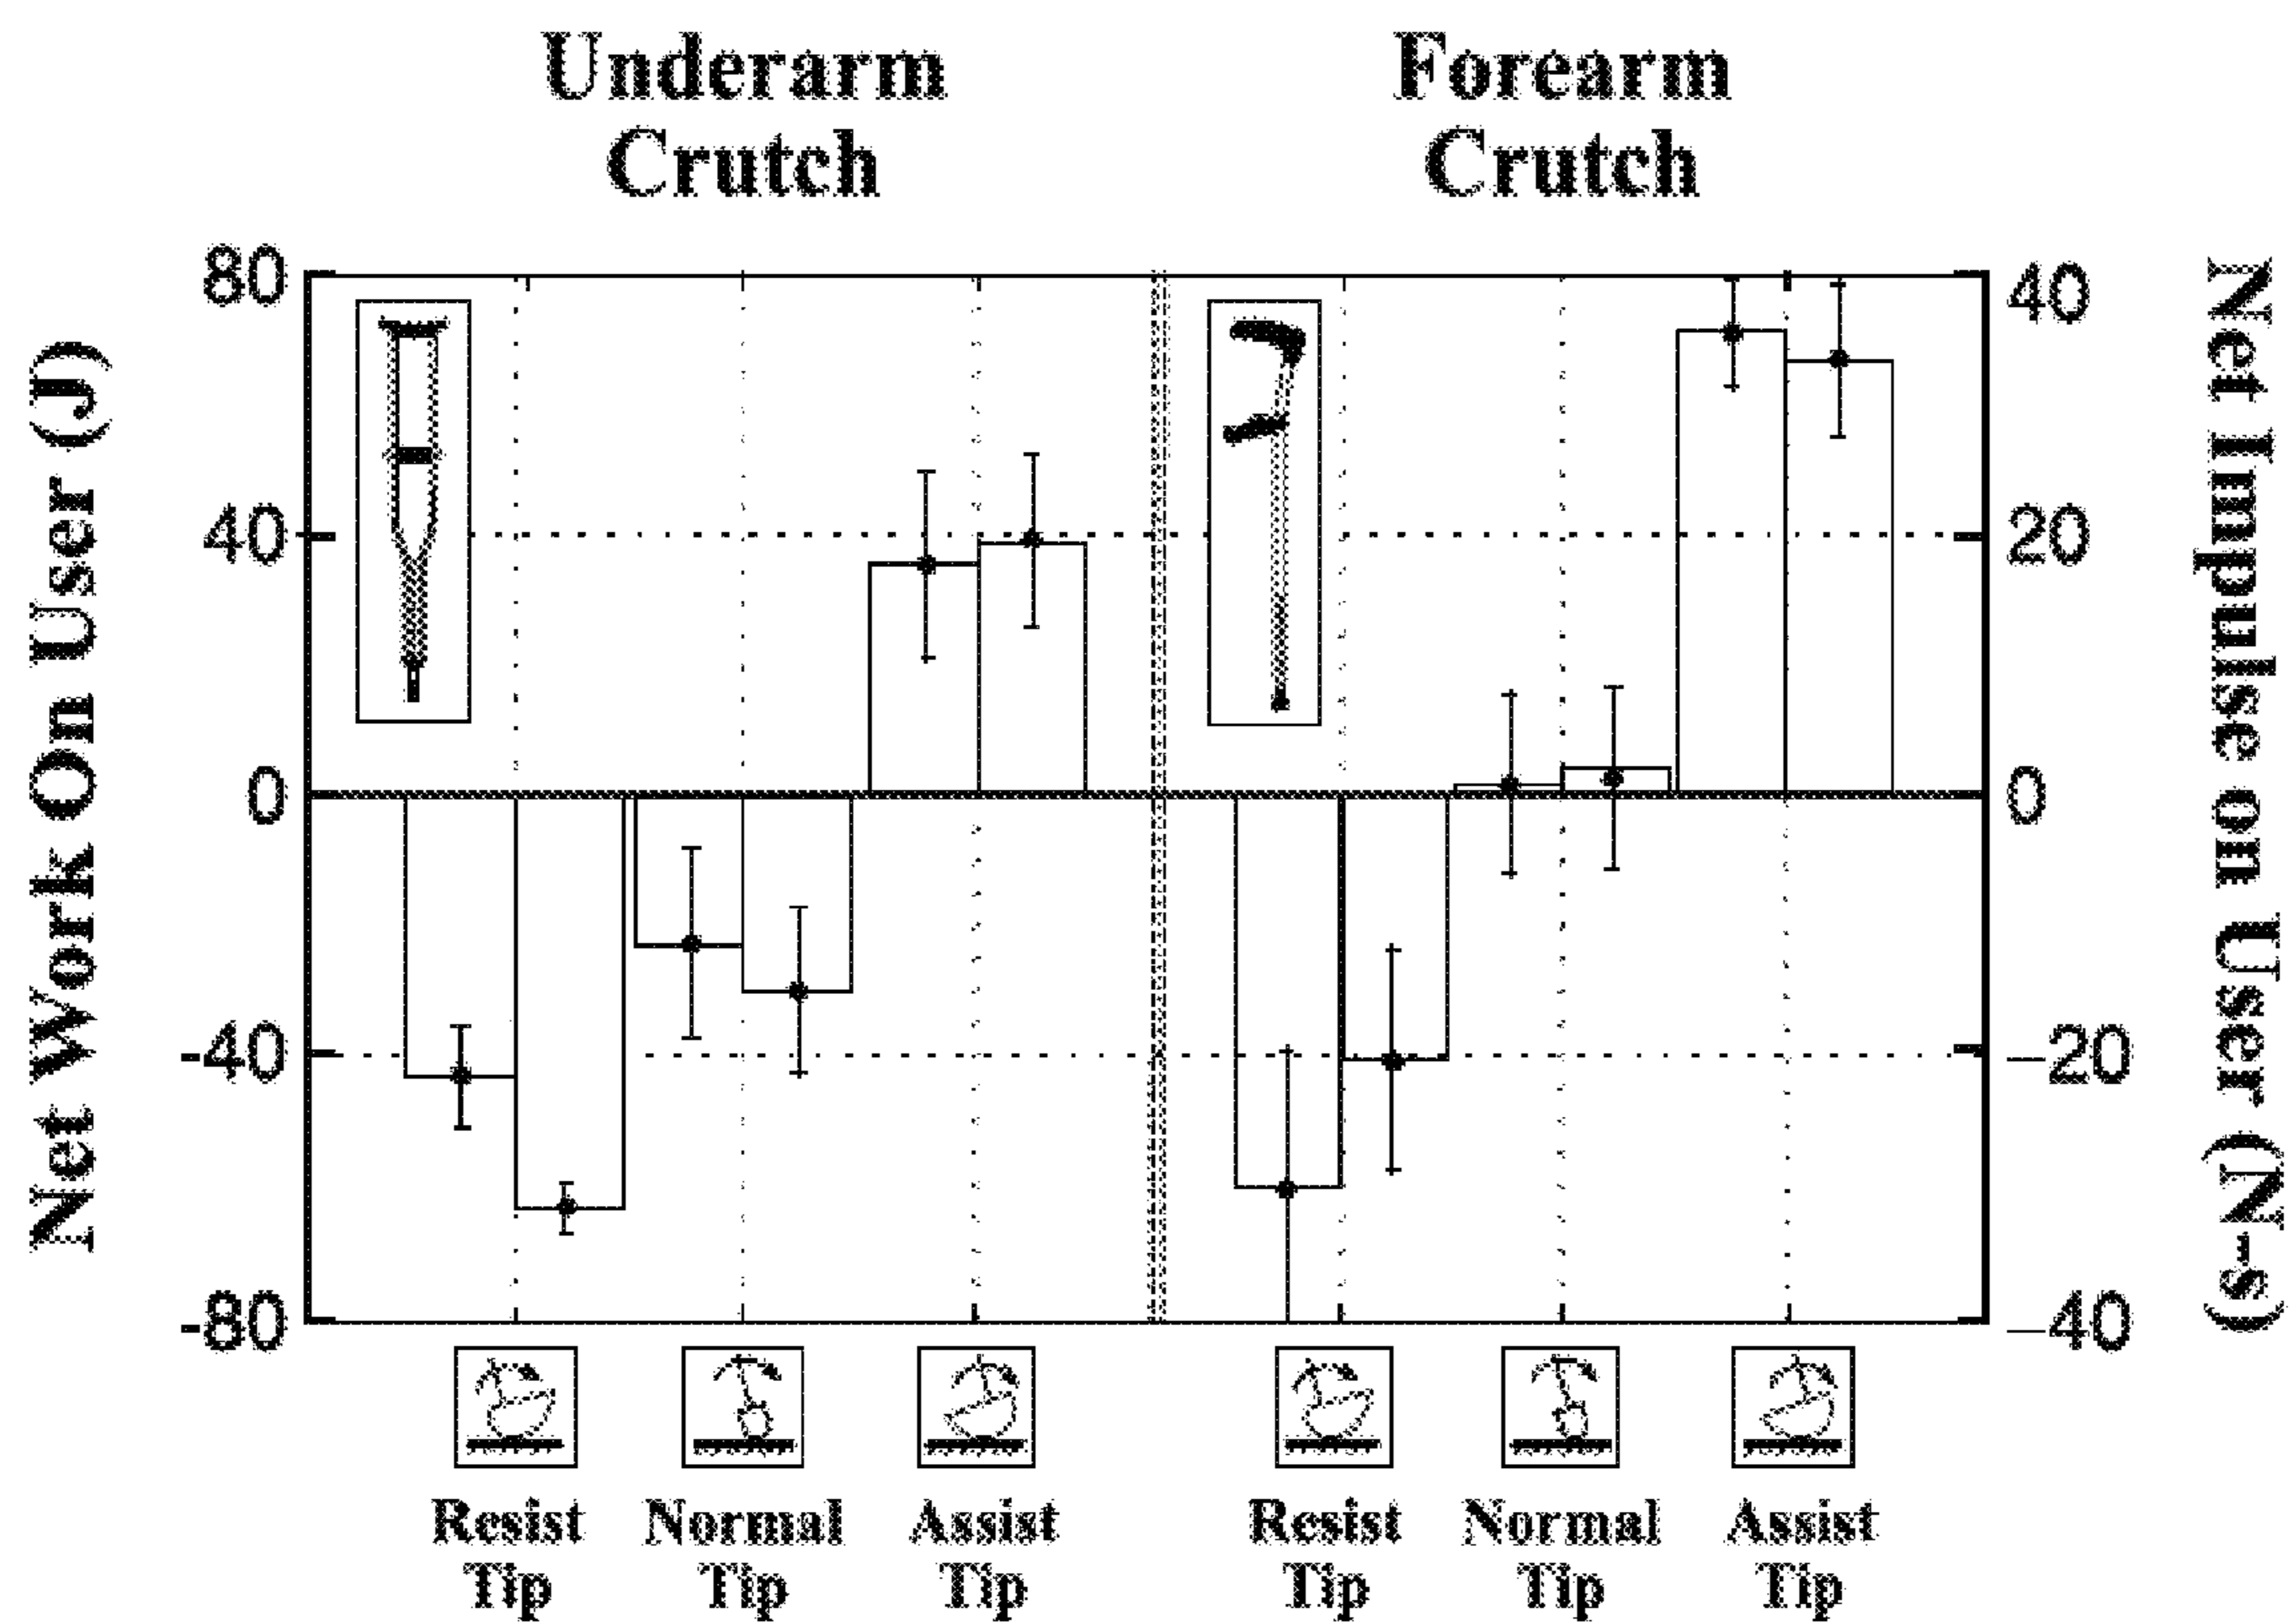 Underarm
Crutch
Forearm
Crutch
Net Work On User (J)
80
40
0
-40
-80
40
20
0
−20
−40
Net Impulse on User (N-s)
Resist
Tip
Normal
Tip
Assist
Tip
Resist
Tip
Normal
Tip
Assist
Tip